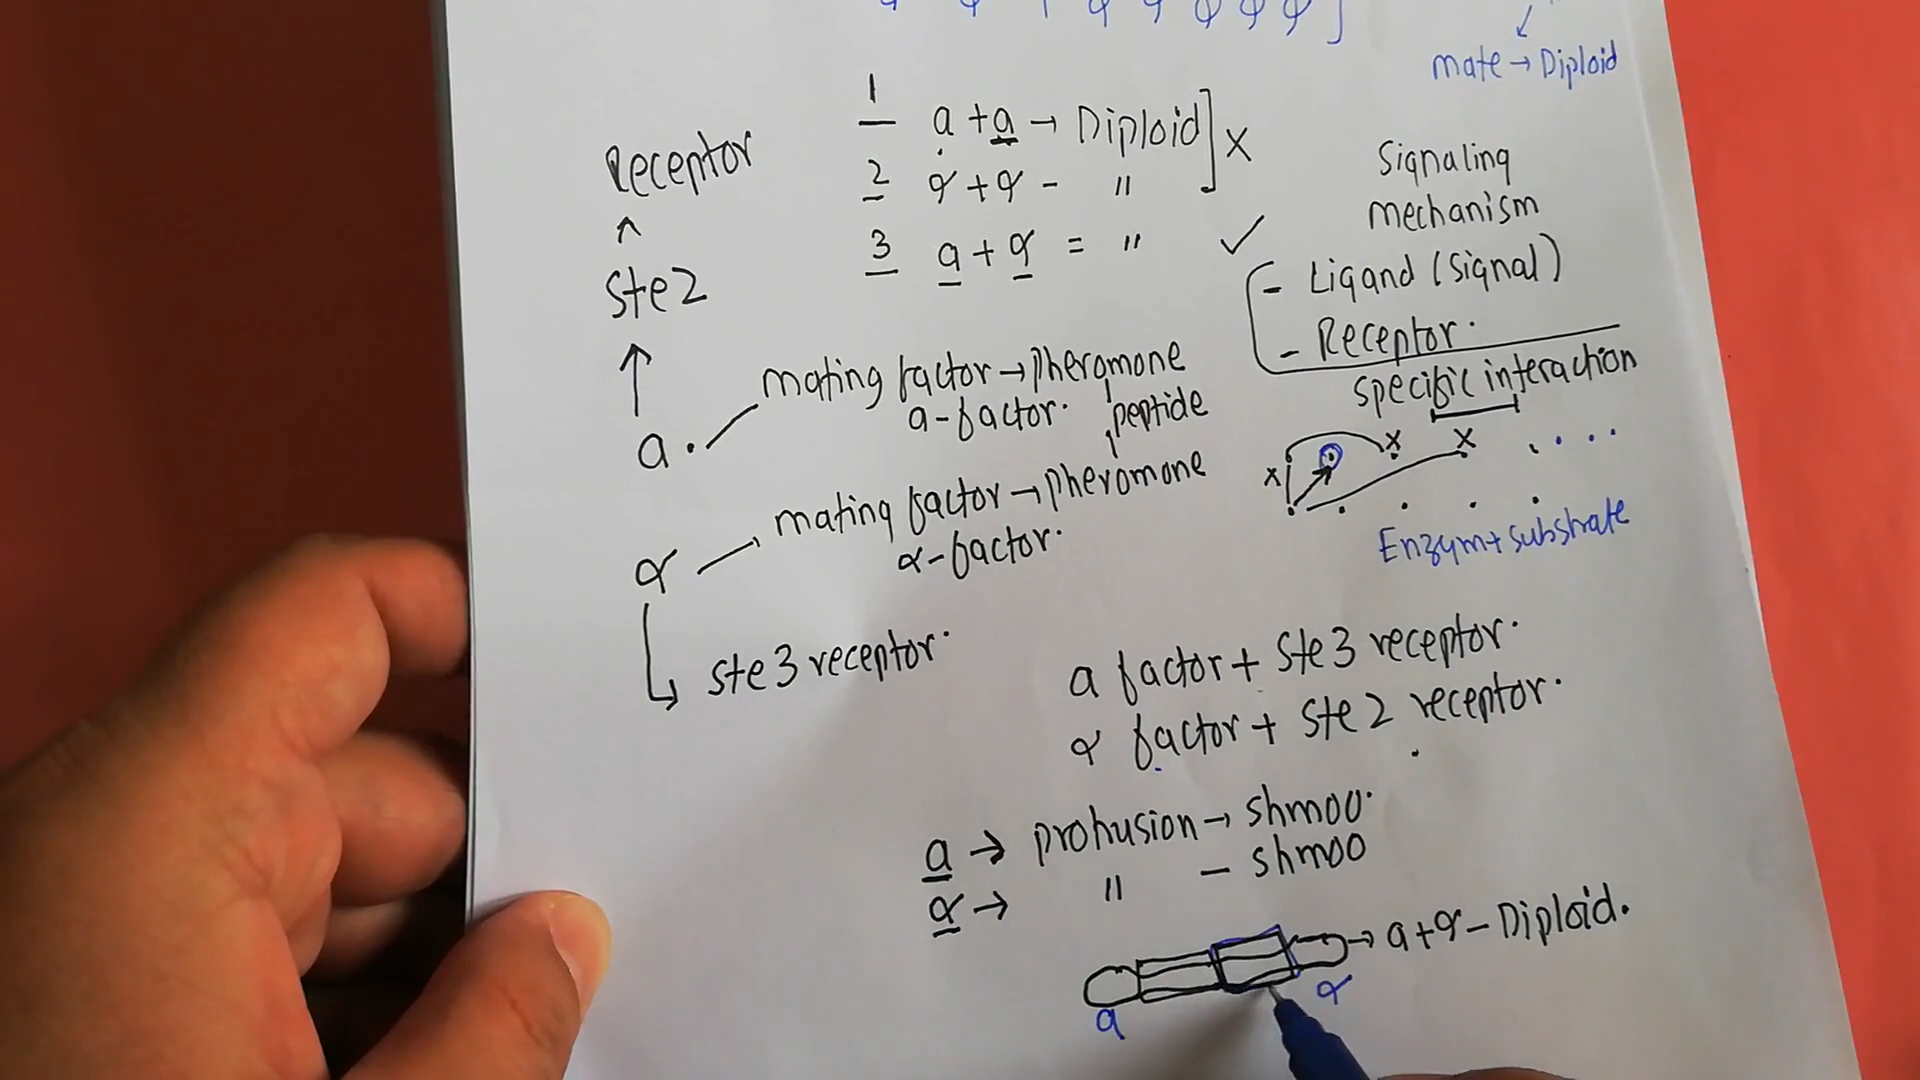 mate → Diploid
1 a + a → Diploid ] X
2 α + α - "
3 a + α = " ✓
Receptor
↑
Ste2
↑
a
mating factor → pheromone
a-factor. peptide
α → mating factor → pheromone
α-factor.
↳ ste3 receptor.
Signaling
mechanism
- Ligand (Signal)
- Receptor.
specific interaction
X X X
Enzym + substrate
a factor + Ste3 receptor.
α factor + Ste2 receptor.
a → prohusion → shmoo.
α → " - shmoo
→ a + α - Diploid.
a α